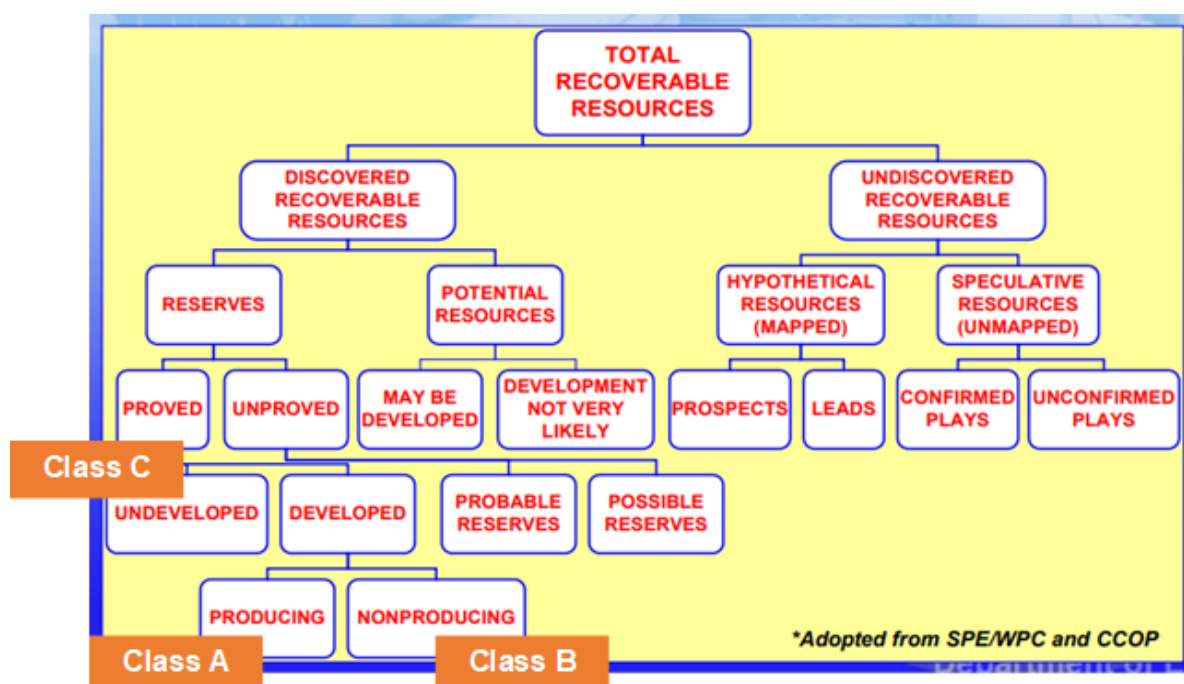 TOTAL
RECOVERABLE
RESOURCES
DISCOVERED
RECOVERABLE
RESOURCES
UNDISCOVERED
RECOVERABLE
RESOURCES
RESERVES
POTENTIAL
RESOURCES
HYPOTHETICAL
RESOURCES
(MAPPED)
SPECULATIVE
RESOURCES
(UNMAPPED)
PROVED
UNPROVED
MAY BE
DEVELOPED
DEVELOPMENT
NOT VERY
LIKELY
PROSPECTS
LEADS
CONFIRMED
PLAYS
UNCONFIRMED
PLAYS
Class C
UNDEVELOPED
DEVELOPED
PROBABLE
RESERVES
POSSIBLE
RESERVES
PRODUCING
NONPRODUCING
*Adopted from SPE/WPC and CCOP
Class A
Class B
Department of